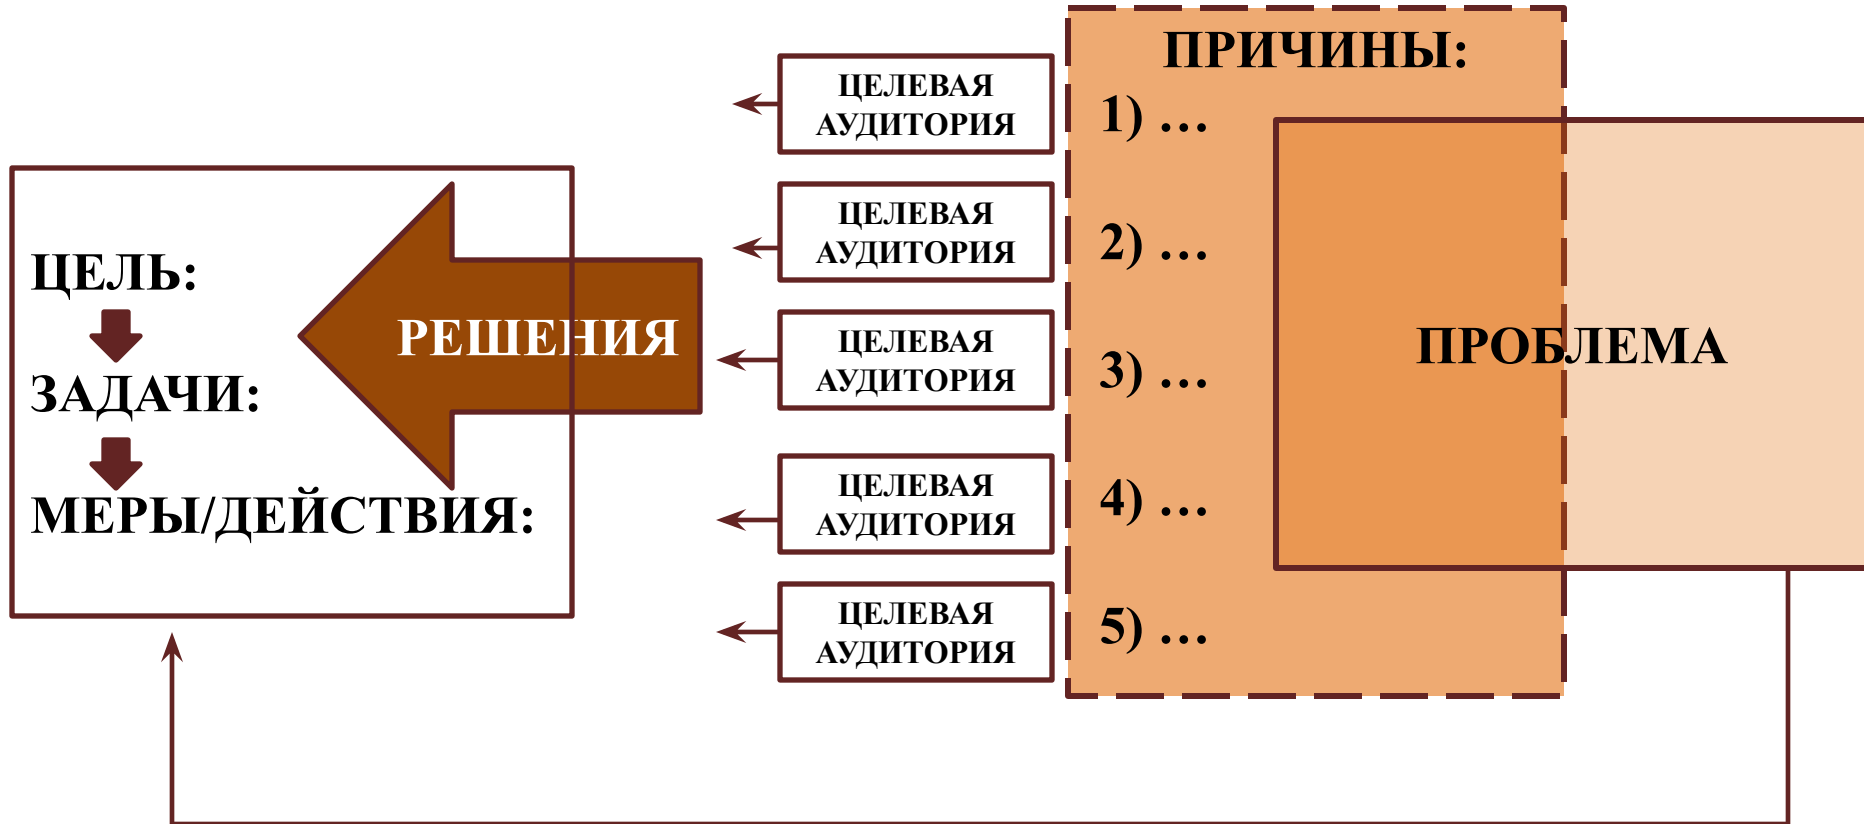 ПРИЧИНЫ:
ЦЕЛЕВАЯ
АУДИТОРИЯ
1) ...
ЦЕЛЕВАЯ
АУДИТОРИЯ
2) ...
ЦЕЛЬ:
РЕШЕНИЯ
ЦЕЛЕВАЯ
АУДИТОРИЯ
3) ...
ПРОБЛЕМА
ЗАДАЧИ:
ЦЕЛЕВАЯ
АУДИТОРИЯ
4) ...
МЕРЫ/ДЕЙСТВИЯ:
ЦЕЛЕВАЯ
АУДИТОРИЯ
5) ...